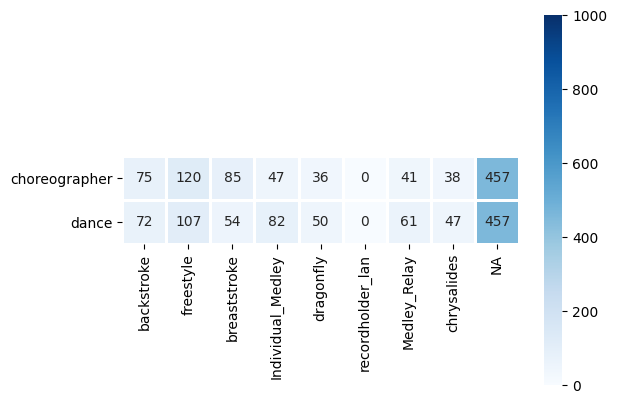 1000
800
600
400
200
0
choreographer 75 120 85 47 36 0 41 38 457
dance 72 107 54 82 50 0 61 47 457
backstroke
freestyle
breaststroke
Individual_Medley
dragonfly
recordholder_lan
Medley_Relay
chrysalides
NA